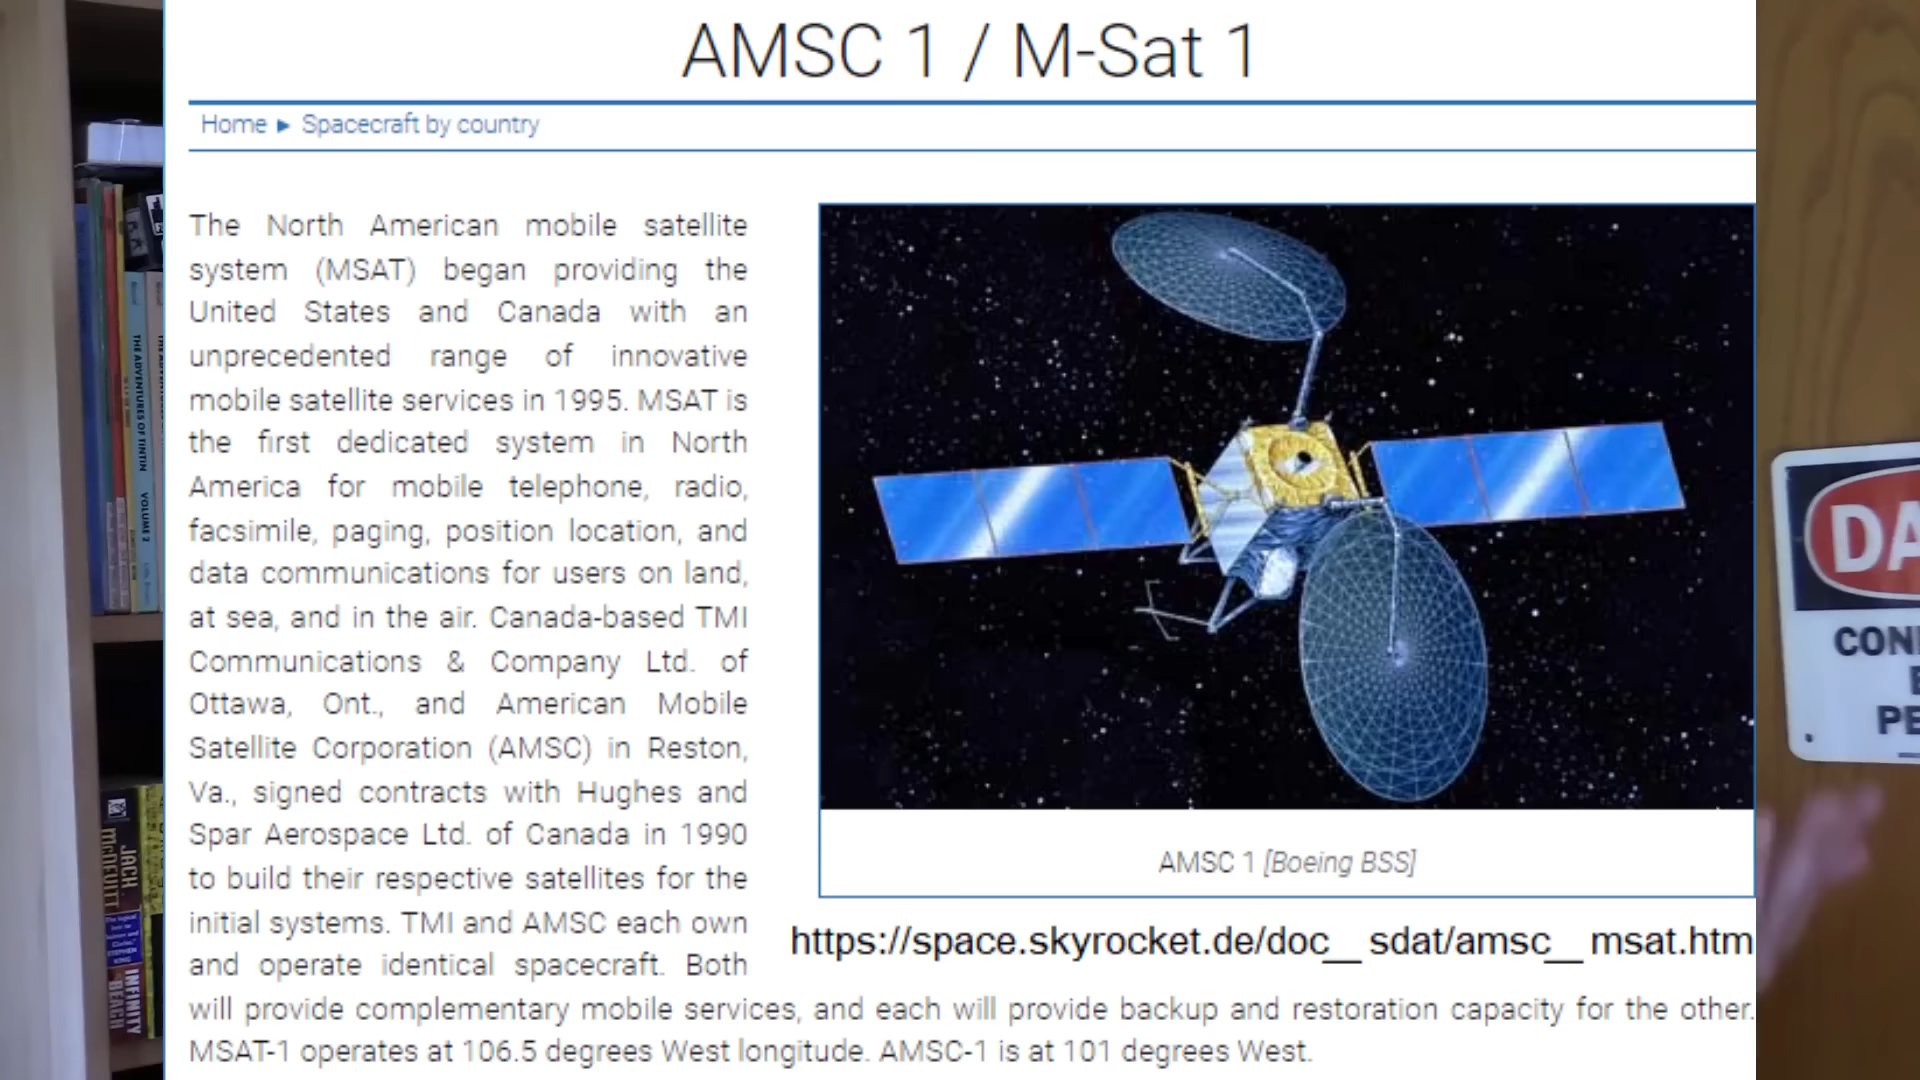 AMSC 1 / M-Sat 1
Home ▸ Spacecraft by country
The North American mobile satellite
system (MSAT) began providing the
United States and Canada with an
unprecedented range of innovative
mobile satellite services in 1995. MSAT is
the first dedicated system in North
America for mobile telephone, radio,
facsimile, paging, position location, and
data communications for users on land,
at sea, and in the air. Canada-based TMI
Communications & Company Ltd. of
Ottawa, Ont., and American Mobile
Satellite Corporation (AMSC) in Reston,
Va., signed contracts with Hughes and
Spar Aerospace Ltd. of Canada in 1990
to build their respective satellites for the
initial systems. TMI and AMSC each own
and operate identical spacecraft. Both
will provide complementary mobile services, and each will provide backup and restoration capacity for the other.
MSAT-1 operates at 106.5 degrees West longitude. AMSC-1 is at 101 degrees West.
AMSC 1 [Boeing BSS]
https://space.skyrocket.de/doc__sdat/amsc__msat.htm
THE ADVENTURES OF TINTIN VOLUME 2
JACK
McDEVITT
INFINITY
BEACH
DA
CON
PE